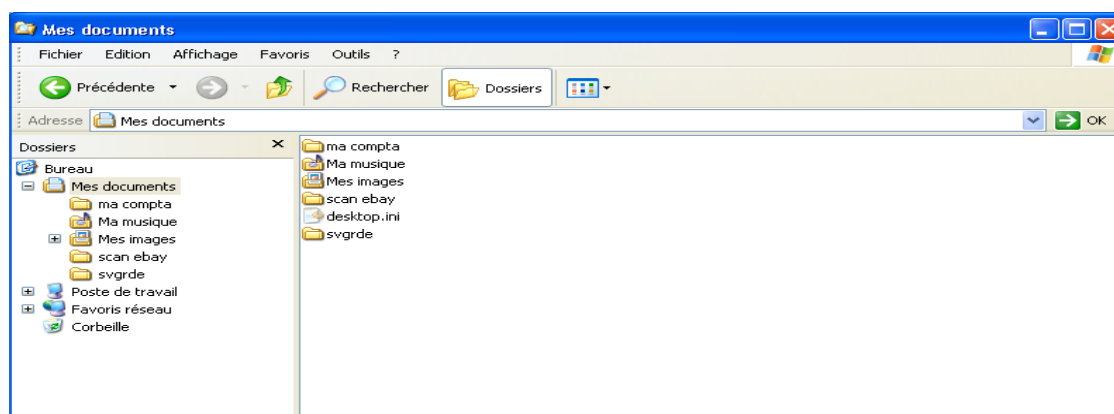 Mes documents
Fichier Edition Affichage Favoris Outils ?
Précédente Rechercher Dossiers
Adresse Mes documents OK
Dossiers
Bureau
Mes documents
ma compta
Ma musique
Mes images
scan ebay
svgrde
Poste de travail
Favoris réseau
Corbeille
ma compta
Ma musique
Mes images
scan ebay
desktop.ini
svgrde